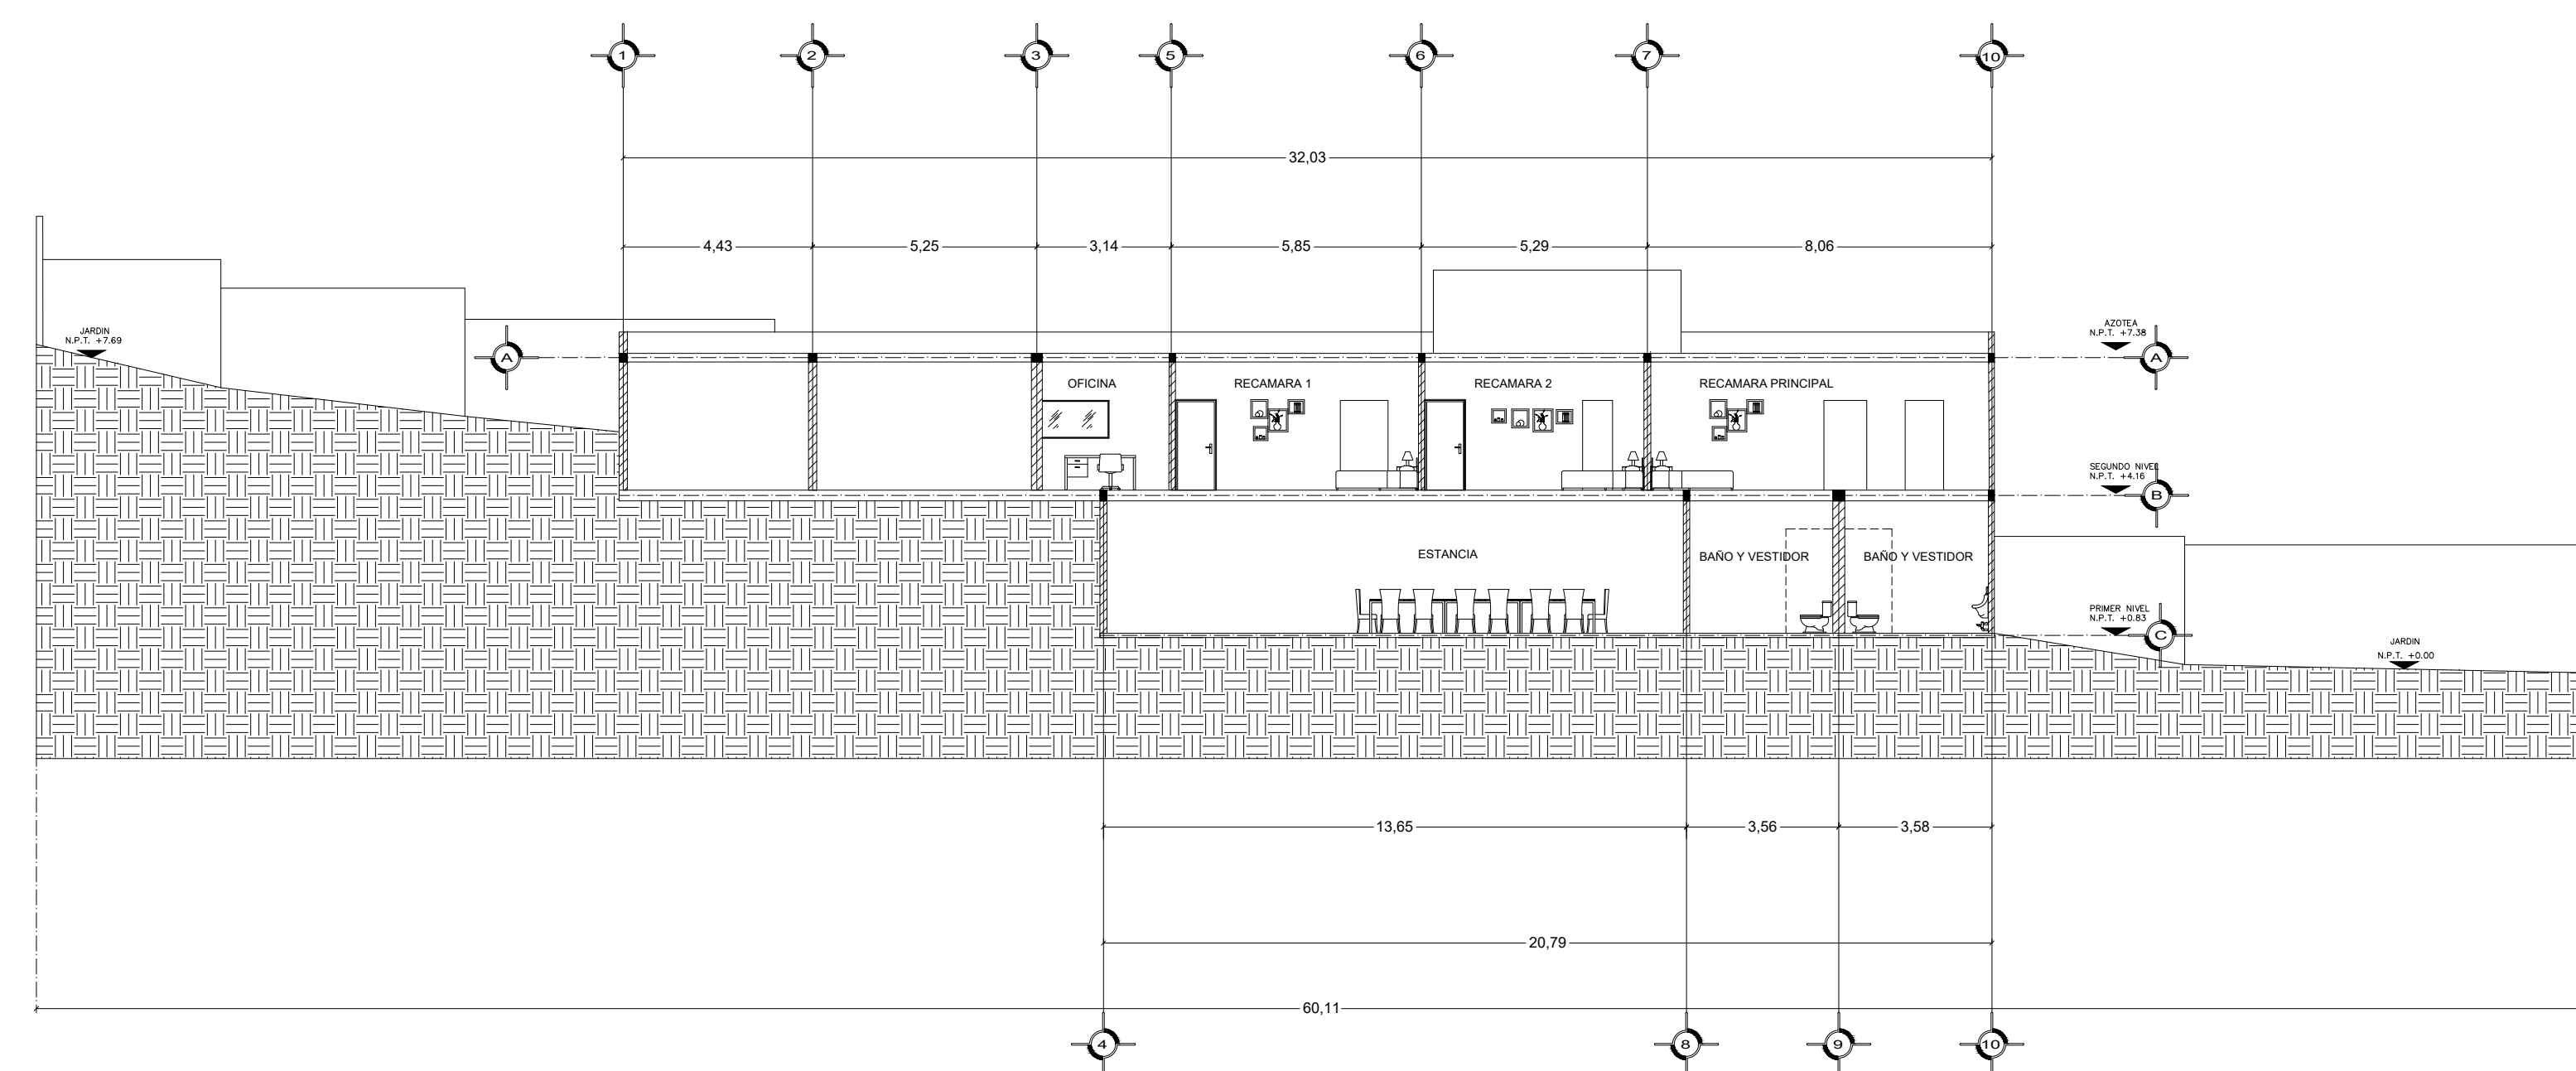 1 2 3 5 6 7 10
32,03
4,43 5,25 3,14 5,85 5,29 8,06
JARDIN
N.P.T. +7.69
A
AZOTEA
N.P.T. +7.38
A
OFICINA RECAMARA 1 RECAMARA 2 RECAMARA PRINCIPAL
SEGUNDO NIVEL
N.P.T. +4.16
B
ESTANCIA BAÑO Y VESTIDOR BAÑO Y VESTIDOR
PRIMER NIVEL
N.P.T. +0.83
C
JARDIN
N.P.T. +0.00
13,65 3,56 3,58
20,79
60,11
4 8 9 10